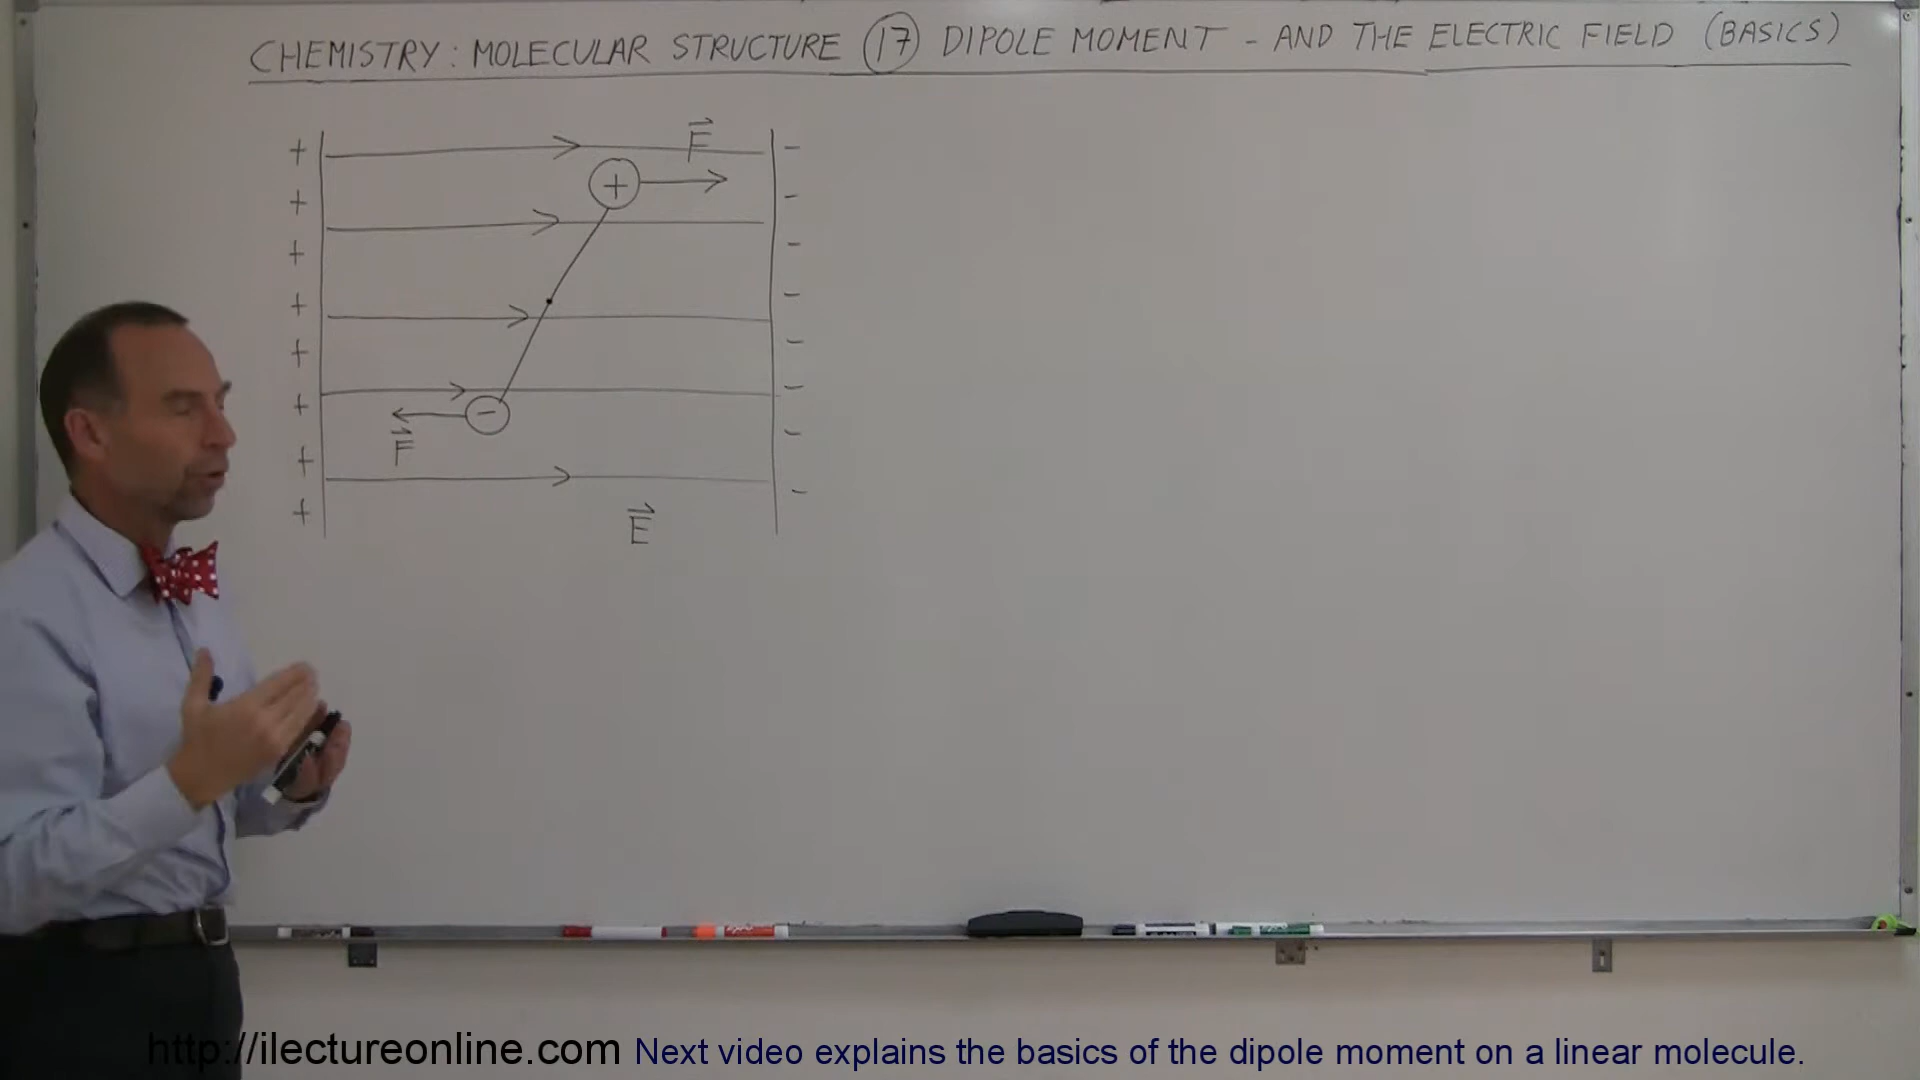 CHEMISTRY: MOLECULAR STRUCTURE 17 DIPOLE MOMENT - AND THE ELECTRIC FIELD (BASICS)
F
+ -
+
+ -
+ -
+ -
+ -
+ - -
F
+ -
+ -
E
http://ilectureonline.com Next video explains the basics of the dipole moment on a linear molecule.